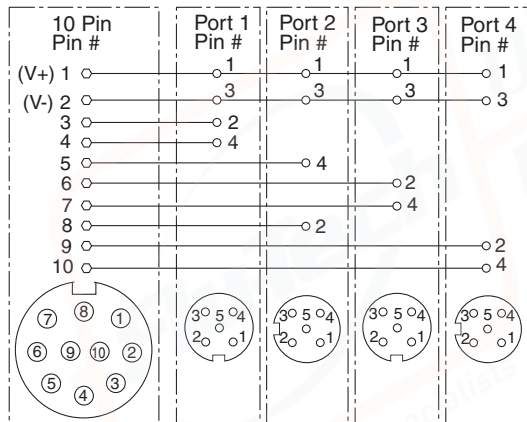 10 Pin Port 1 Port 2 Port 3 Port 4
Pin # Pin # Pin # Pin # Pin #
(V+) 1 1 1 1 1
(V-) 2 3 3 3 3
3 2
4 4
5 4
6 2
7 4
8 2
9 2
10 4
8
7 1
6 9 10 2
5 3
4
3 5 4
2 1
3 5 4
2 1
3 5 4
2 1
3 5 4
2 1